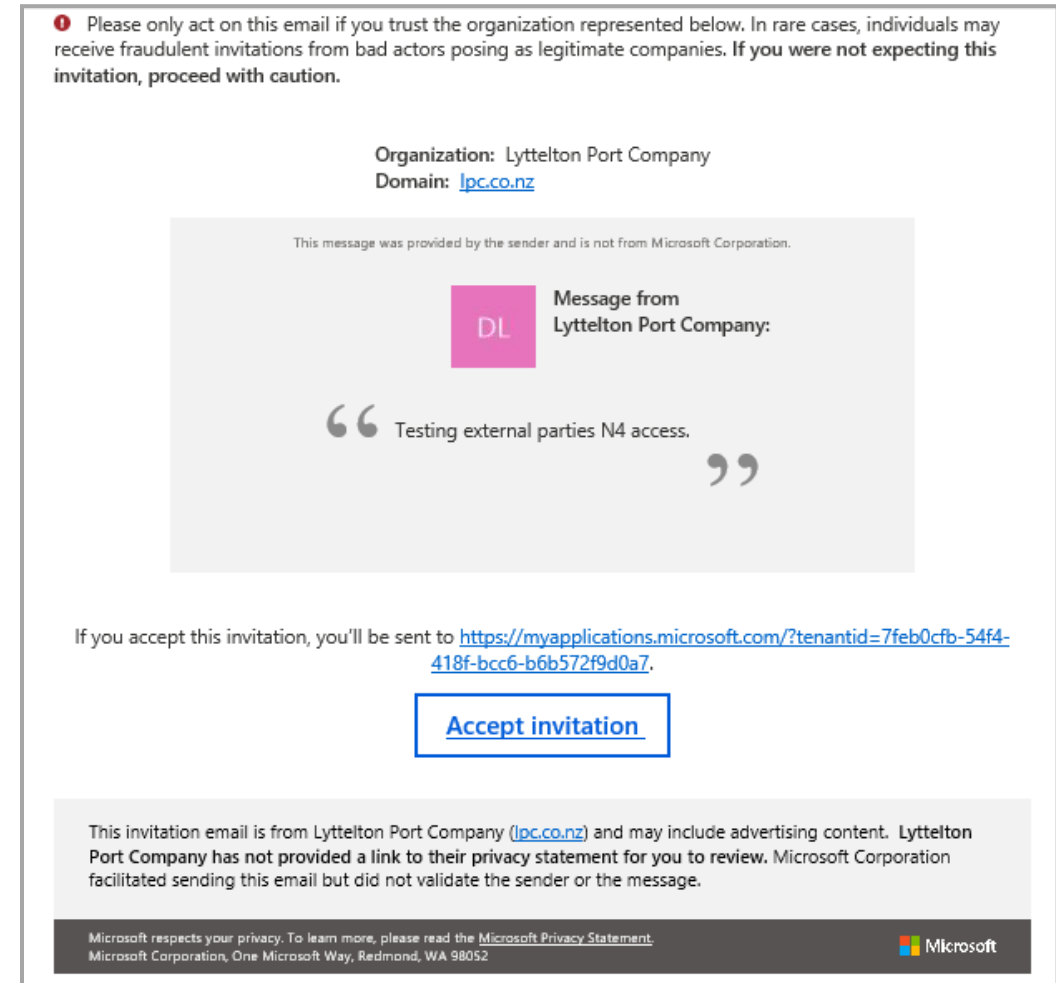 Please only act on this email if you trust the organization represented below. In rare cases, individuals may
receive fraudulent invitations from bad actors posing as legitimate companies. If you were not expecting this
invitation, proceed with caution.
Organization: Lyttelton Port Company
Domain: lpc.co.nz
This message was provided by the sender and is not from Microsoft Corporation.
DL
Message from
Lyttelton Port Company:
“ Testing external parties N4 access.
”
If you accept this invitation, you'll be sent to https://myapplications.microsoft.com/?tenantid=7feb0cfb-54f4-
418f-bcc6-b6b572f9d0a7.
Accept invitation
This invitation email is from Lyttelton Port Company (lpc.co.nz) and may include advertising content. Lyttelton
Port Company has not provided a link to their privacy statement for you to review. Microsoft Corporation
facilitated sending this email but did not validate the sender or the message.
Microsoft respects your privacy. To learn more, please read the Microsoft Privacy Statement.
Microsoft Corporation, One Microsoft Way, Redmond, WA 98052
Microsoft